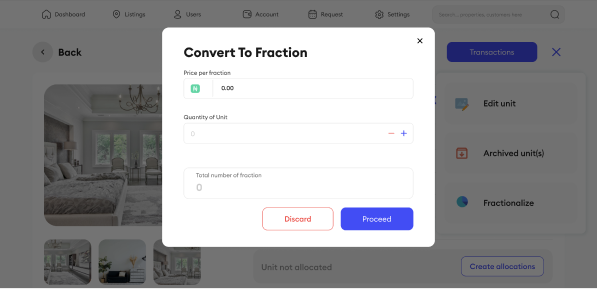 Dashboard
Listings
Users
Account
Request
Settings
Back
Transactions
Convert To Fraction
Price per fraction
N
0.00
Quantity of Unit
0
Total number of fraction
0
Discard
Proceed
Edit unit
Archived unit(s)
Fractionalize
Unit not allocated
Create allocations